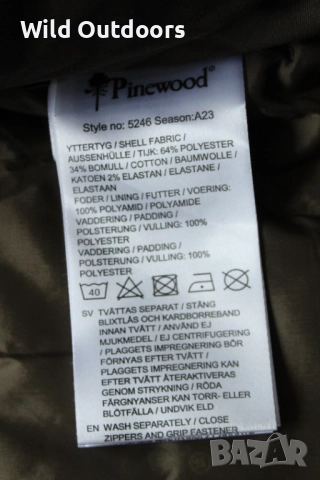 Wild Outdoors
Pinewood®
Style no: 5246 Season:A23
YTTERTYG / SHELL FABRIC /
AUSSENHÜLLE / TIJK: 64% POLYESTER
34% BOMULL / COTTON / BAUMWOLLE /
KATOEN 2% ELASTAN / ELASTANE /
ELASTAAN
FODER / LINING / FUTTER / VOERING:
100% POLYAMID / POLYAMIDE
VADDERING / PADDING /
POLSTERUNG / VULLING: 100%
POLYESTER
VADDERING / PADDING /
POLSTERUNG / VULLING: 100%
POLYESTER
40
SV TVÄTTAS SEPARAT / STÄNG
BLIXTLÅS OCH KARDBORREBAND
INNAN TVÄTT / ANVÄND EJ
MJUKMEDEL / EJ CENTRIFUGERING
/ PLAGGETS IMPREGNERING BÖR
FÖRNYAS EFTER TVÄTT /
PLAGGETS IMPREGNERING KAN
EFTER TVÄTT ÅTERAKTIVERAS
GENOM STRYKNING / RÖDA
FÄRGNYANSER KAN TORR- ELLER
BLÖTFÄLLA / UNDVIK ELD
EN WASH SEPARATELY / CLOSE
ZIPPERS AND GRIP FASTENER
BAZAR